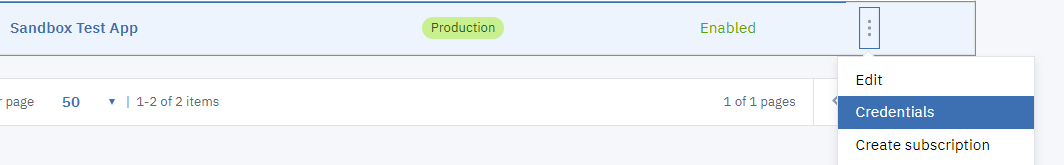 Sandbox Test App Production Enabled
Edit
r page 50 1-2 of 2 items 1 of 1 pages
Credentials
Create subscription